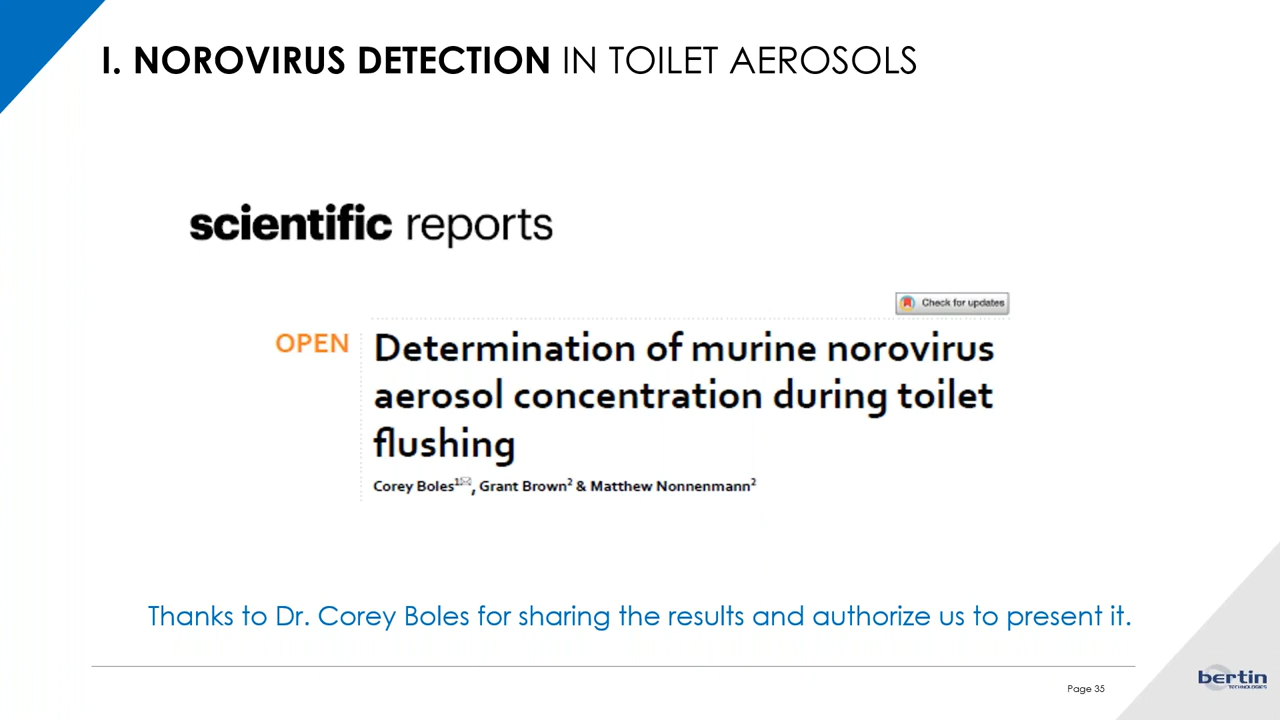 I. NOROVIRUS DETECTION IN TOILET AEROSOLS
scientific reports
Check for updates
OPEN
Determination of murine norovirus
aerosol concentration during toilet
flushing
Corey Boles1✉, Grant Brown2 & Matthew Nonnenmann2
Thanks to Dr. Corey Boles for sharing the results and authorize us to present it.
Page 35
bertin
TECHNOLOGIES